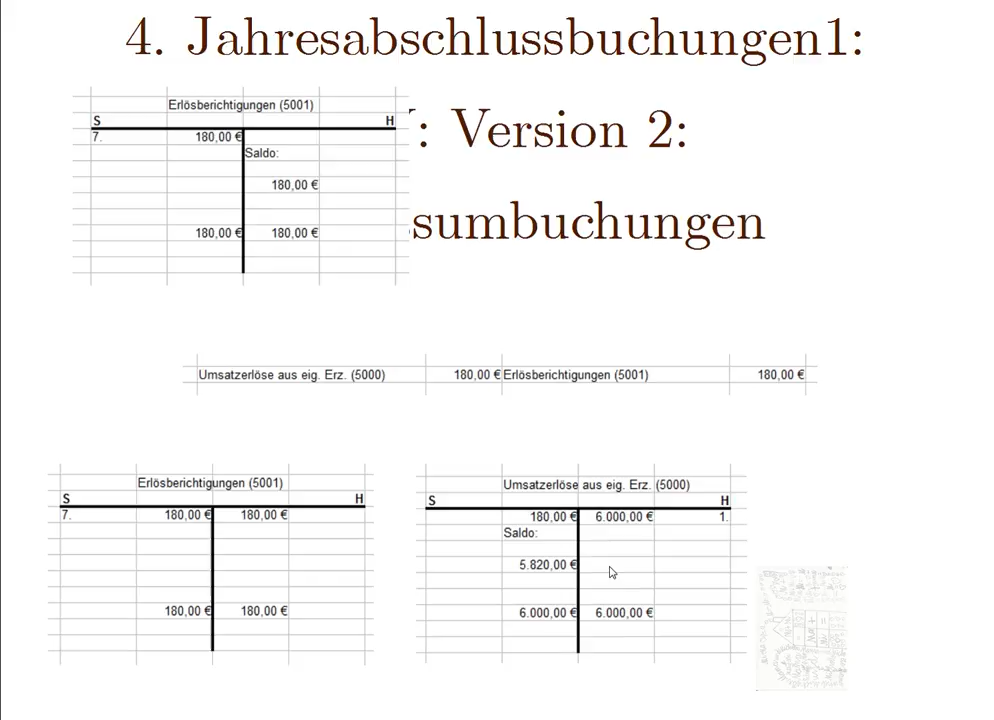 4. Jahresabschlussbuchungen1:
: Version 2:
sumbuchungen
Erlösberichtigungen (5001)
S H
7. 180,00 €
Saldo:
180,00 €
180,00 € 180,00 €
Umsatzerlöse aus eig. Erz. (5000) 180,00 € Erlösberichtigungen (5001) 180,00 €
Erlösberichtigungen (5001)
S H
7. 180,00 € 180,00 €
180,00 € 180,00 €
Umsatzerlöse aus eig. Erz. (5000)
S H
180,00 € 6.000,00 € 1.
Saldo:
5.820,00 €
6.000,00 € 6.000,00 €